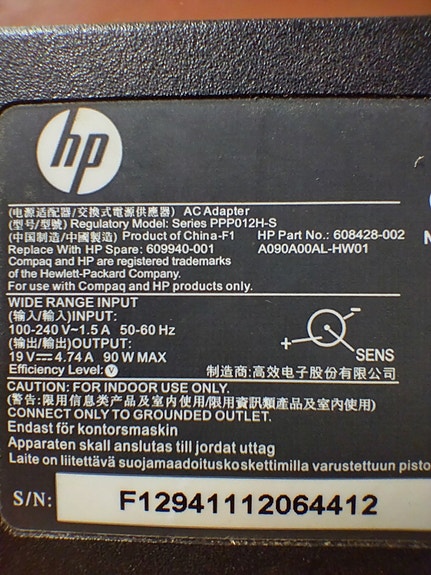 hp
(电源适配器/交換式電源供應器) AC Adapter
(型号/型號) Regulatory Model: Series PPP012H-S
(中国制造/中國製造) Product of China-F1 HP Part No.: 608428-002
Replace With HP Spare: 609940-001 A090A00AL-HW01
Compaq and HP are registered trademarks
of the Hewlett-Packard Company.
For use with Compaq and HP products only.
WIDE RANGE INPUT
(输入/輸入)INPUT:
100-240 V~1.5 A 50-60 Hz
(输出/輸出)OUTPUT:
19 V⎓ 4.74 A 90 W MAX
Efficiency Level: V
- + SENS
制造商: 高效电子股份有限公司
CAUTION: FOR INDOOR USE ONLY.
(警告: 限用信息类产品及室内使用/限用資訊類產品及室內使用)
CONNECT ONLY TO GROUNDED OUTLET.
Endast för kontorsmaskin
Apparaten skall anslutas till jordat uttag
Laite on liitettävä suojamaadoituskoskettimilla varustettuun pisto
S/N: F12941112064412